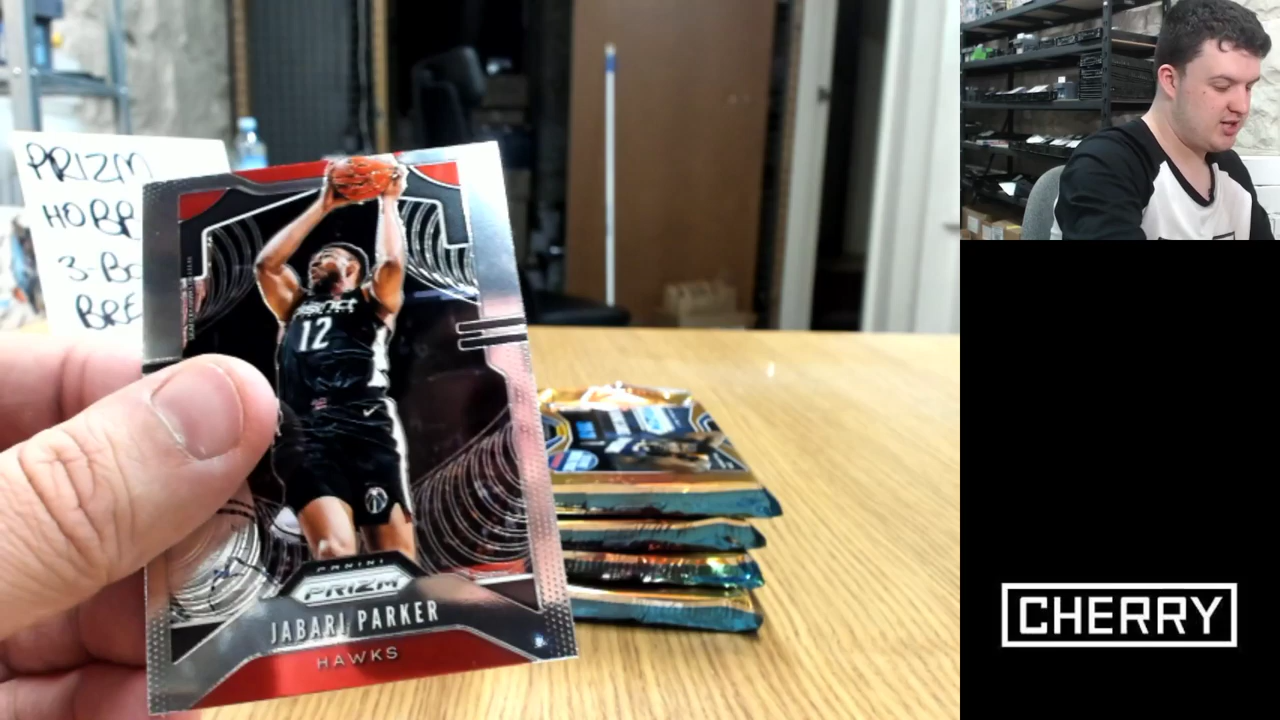 PRIZM
HOBB
3-Bo
BRE
12
PANINI
PRIZM
JABARI PARKER
HAWKS
CHERRY